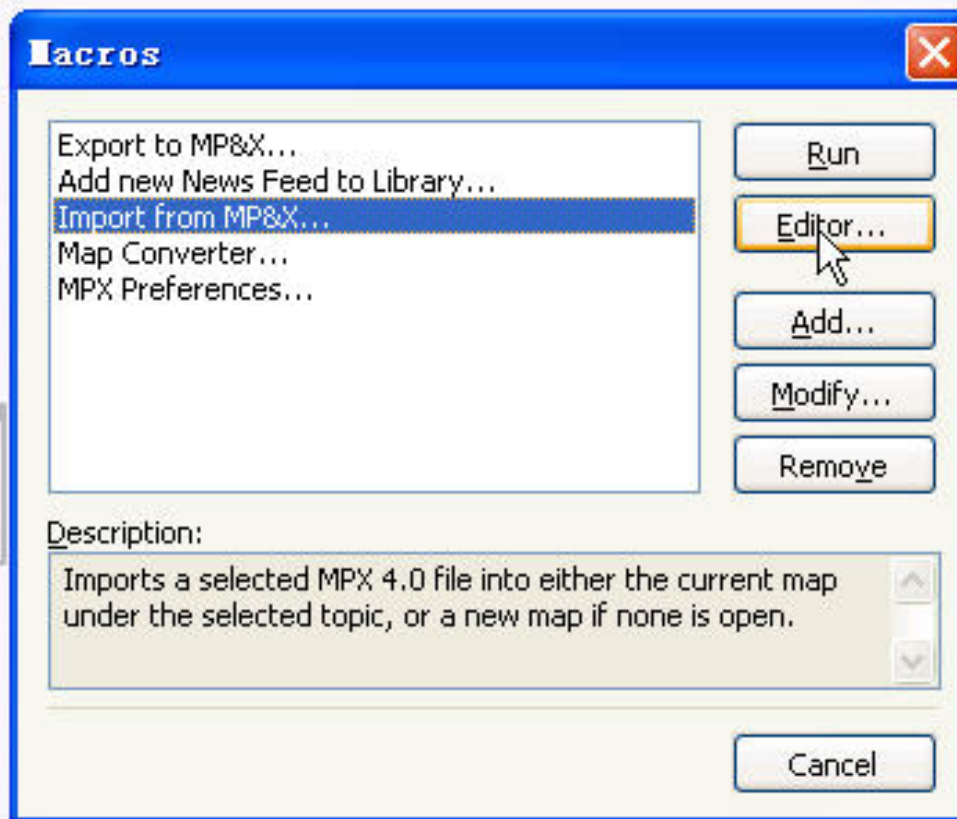 Macros
Export to MP&X...
Add new News Feed to Library...
Import from MP&X...
Map Converter...
MPX Preferences...
Run
Editor...
Add...
Modify...
Remove
Description:
Imports a selected MPX 4.0 file into either the current map
under the selected topic, or a new map if none is open.
Cancel